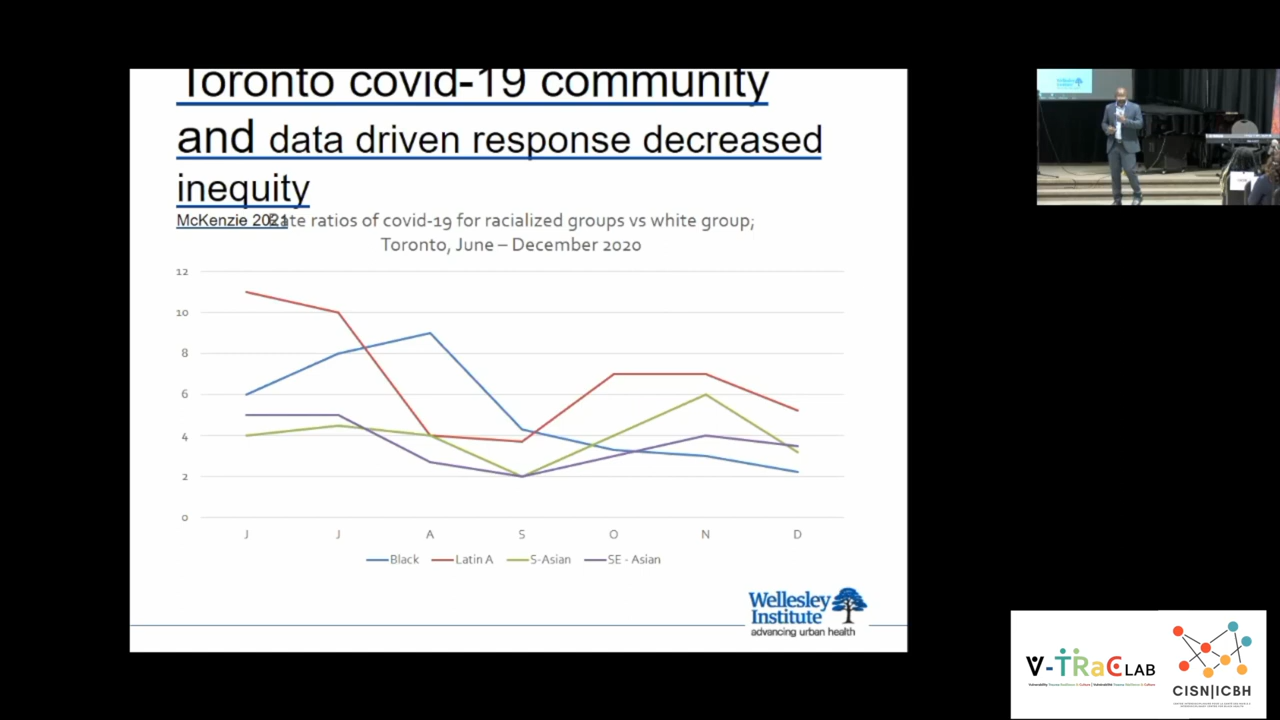 Toronto covid-19 community
and data driven response decreased
inequity
McKenzie 2021
Rate ratios of covid-19 for racialized groups vs white group;
Toronto, June – December 2020
12
10
8
6
4
2
0
J J A S O N D
Black Latin A S-Asian SE - Asian
Wellesley
Institute
advancing urban health
Wellesley
Institute
V-TRaC LAB
CISN|ICBH